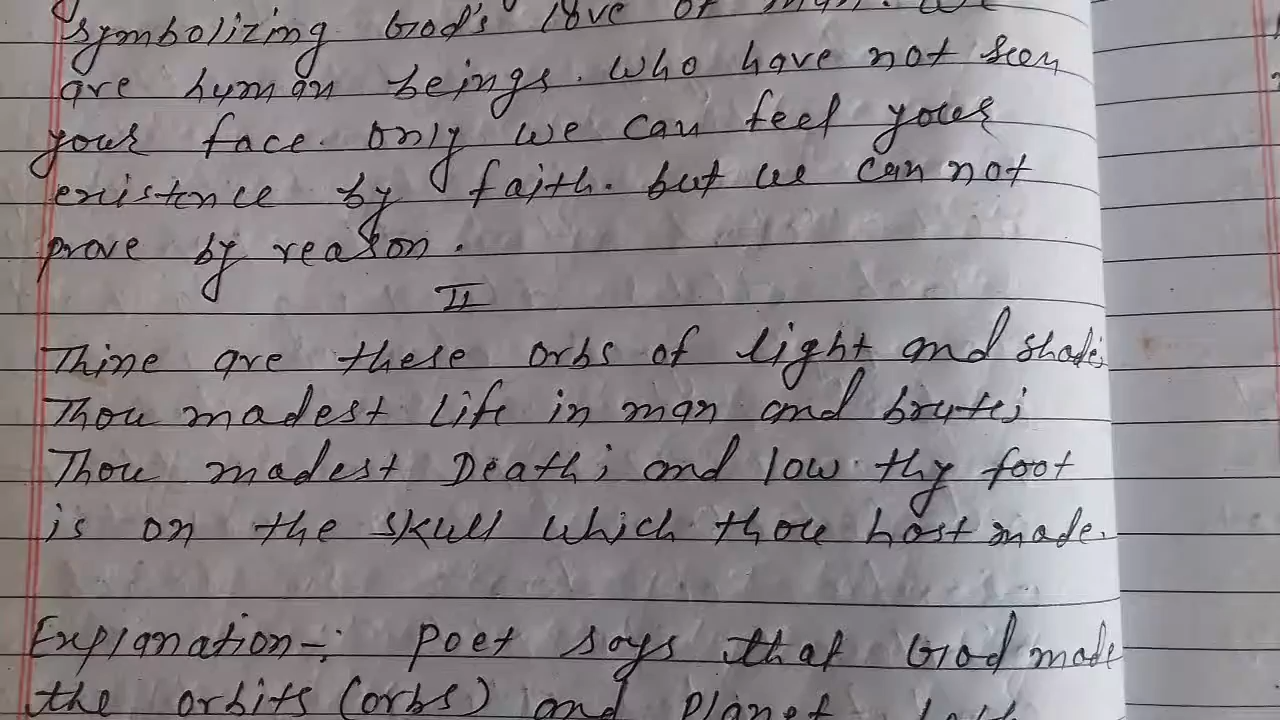 symbolizing God's love of man. We
are human beings. Who have not seen
your face. only we can feel your
existence by faith. but we can not
prove by reason.
II
Thine are these orbs of light and shade;
Thou madest Life in man and brute;
Thou madest Death; and low thy foot
is on the skull which thou hast made.
Explanation-: Poet says that God made
the orbits (orbs) and Planet both